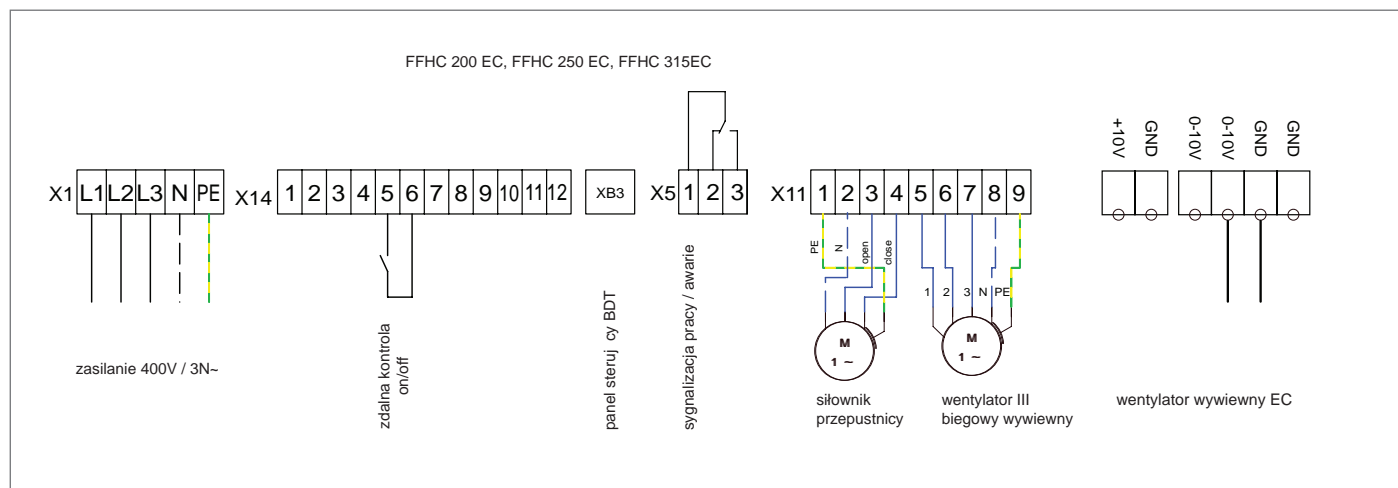 FFHC 200 EC, FFHC 250 EC, FFHC 315EC
+10V
GND
0-10V
0-10V
GND
GND
X1 L1 L2 L3 N PE
X14 1 2 3 4 5 6 7 8 9 10 11 12
XB3
X5 1 2 3
X11 1 2 3 4 5 6 7 8 9
PE
N
open
close
1 2 3 N PE
M
1 ~
M
1 ~
zasilanie 400V / 3N~
zdalna kontrola
on/off
panel steruj cy BDT
sygnalizacja pracy / awarie
siłownik
przepustnicy
wentylator III
biegowy wywiewny
wentylator wywiewny EC